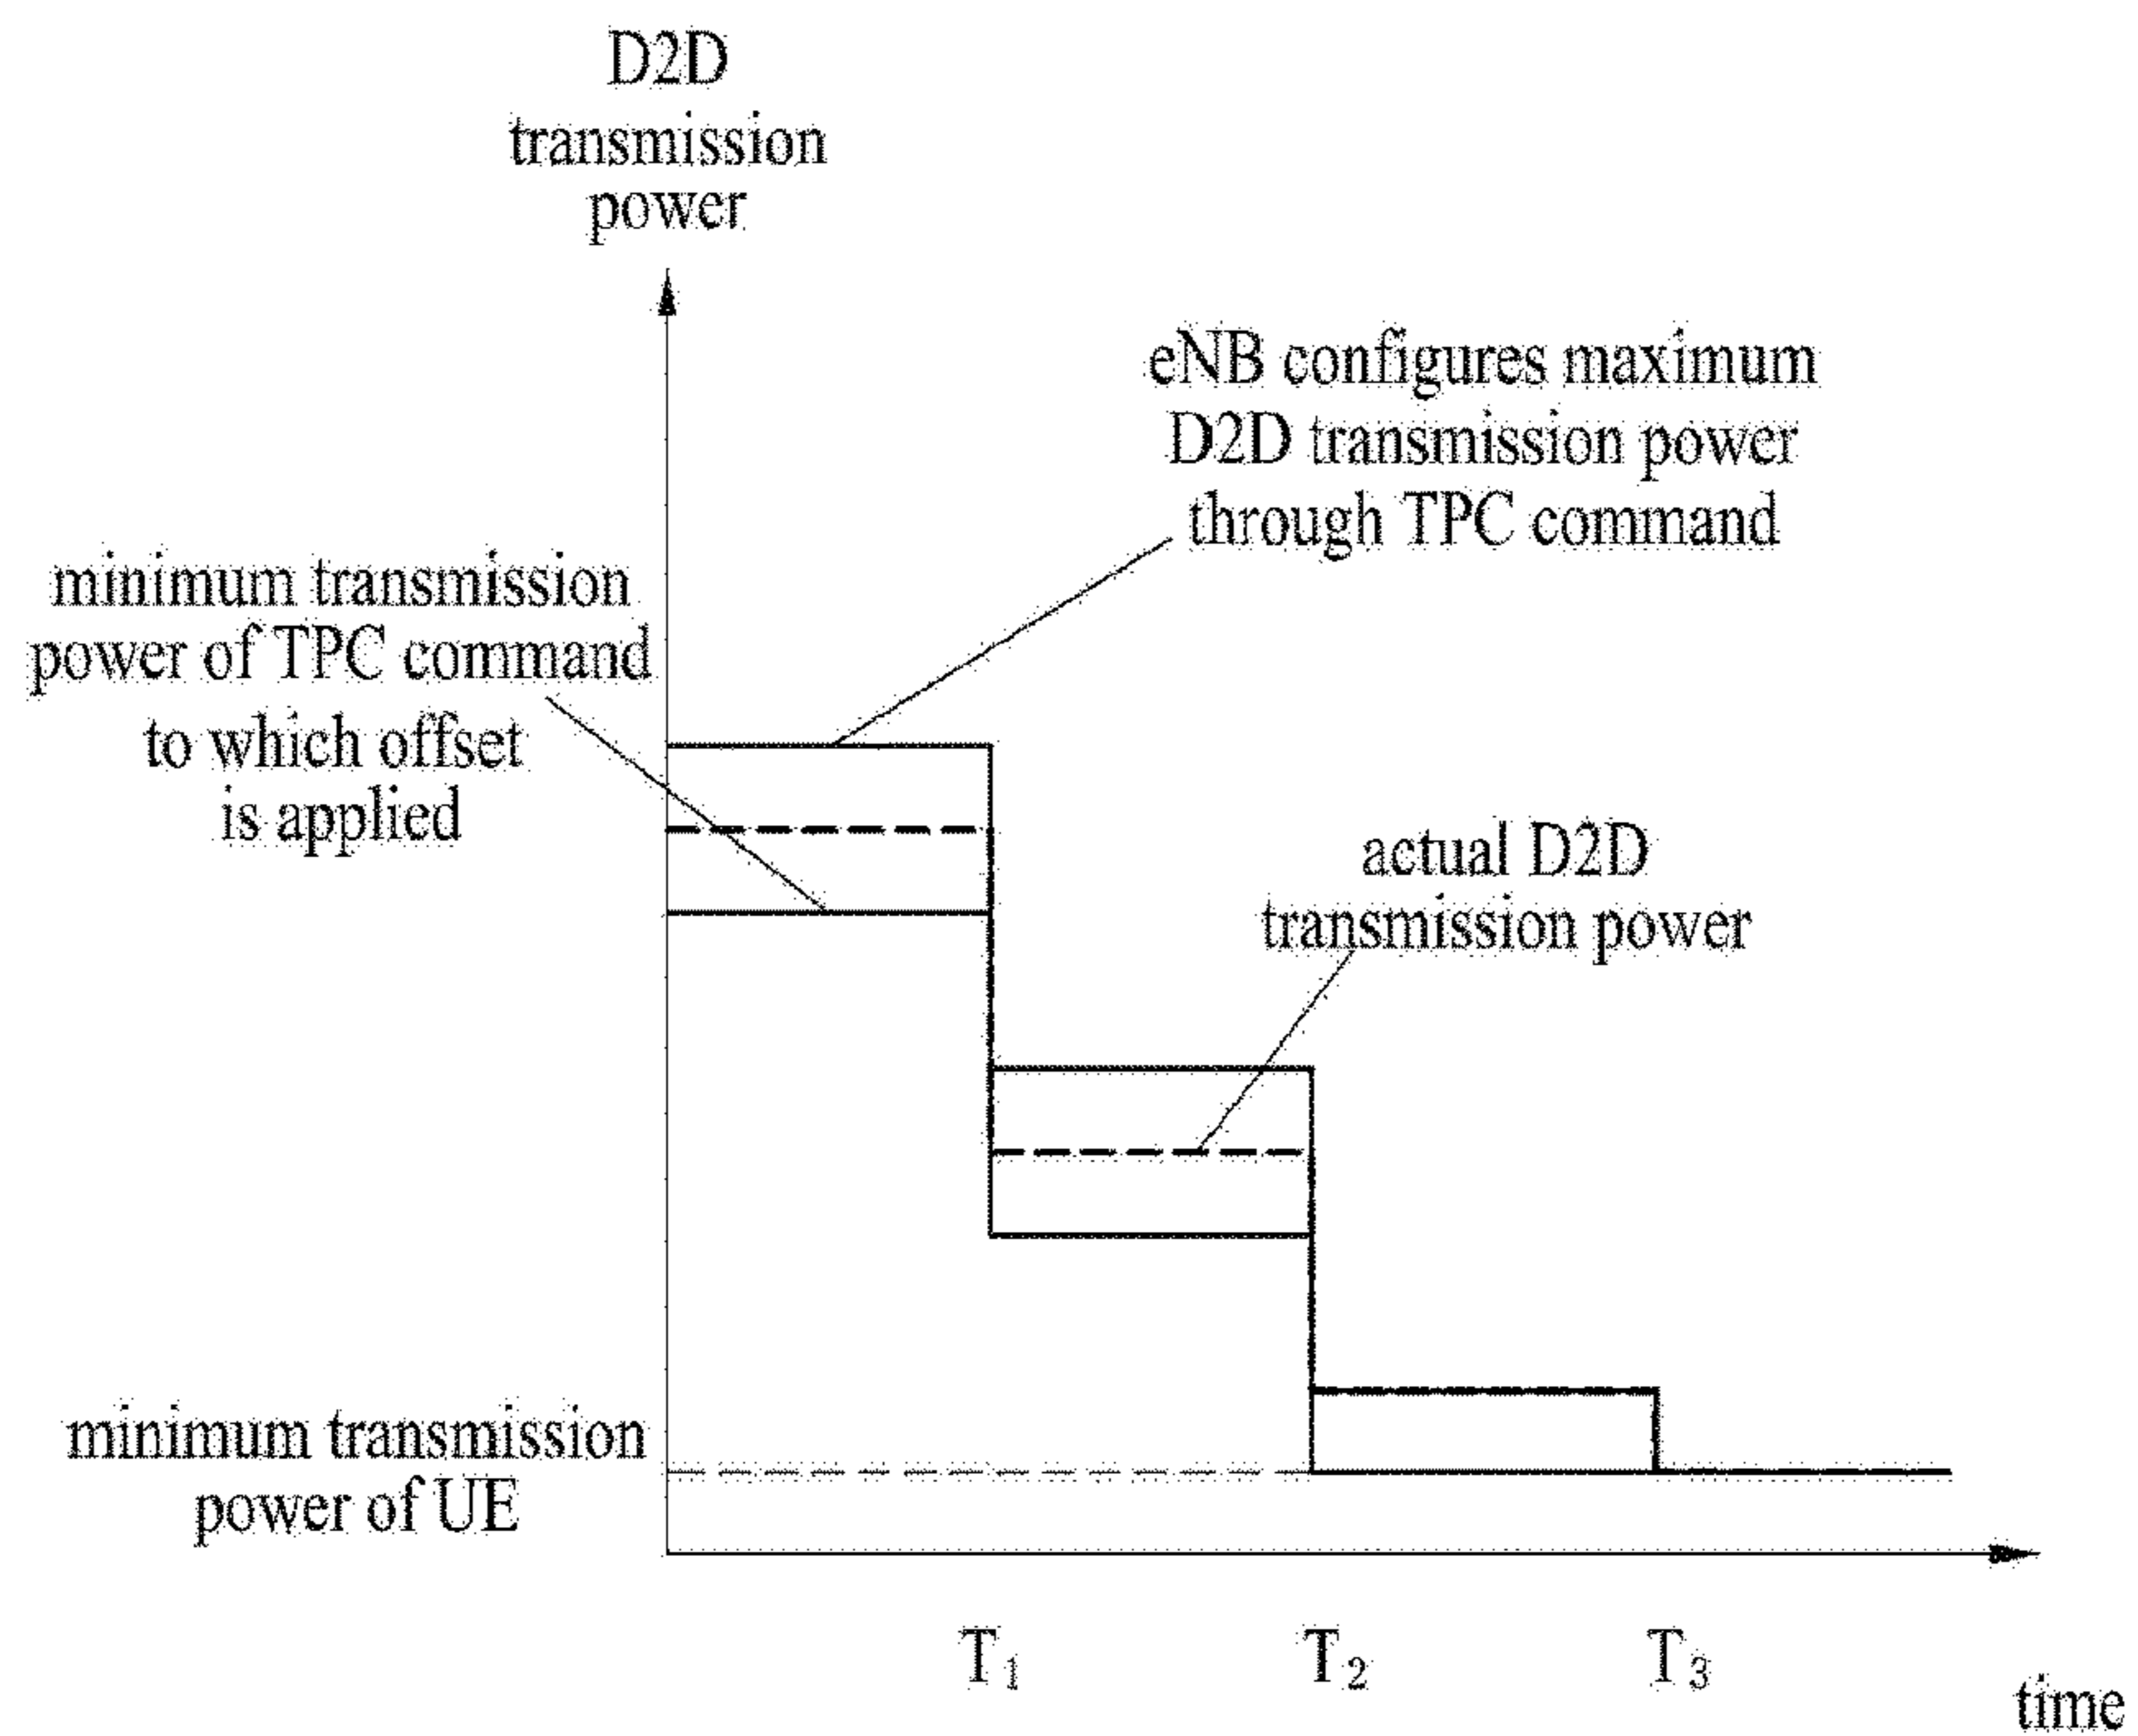 D2D
transmission
power
eNB configures maximum
D2D transmission power
through TPC command
minimum transmission
power of TPC command
to which offset
is applied
actual D2D
transmission power
minimum transmission
power of UE
T₁ T₂ T₃
time